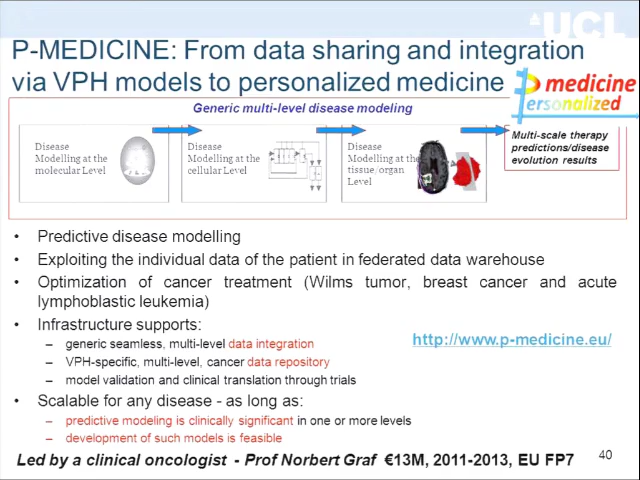 UCL
P-MEDICINE: From data sharing and integration
via VPH models to personalized medicine
medicine
personalized
Generic multi-level disease modeling
Disease
Modelling at the
molecular Level
Disease
Modelling at the
cellular Level
Disease
Modelling at the
tissue/organ
Level
Multi-scale therapy
predictions/disease
evolution results
• Predictive disease modelling
• Exploiting the individual data of the patient in federated data warehouse
• Optimization of cancer treatment (Wilms tumor, breast cancer and acute
lymphoblastic leukemia)
• Infrastructure supports:
– generic seamless, multi-level data integration
– VPH-specific, multi-level, cancer data repository
– model validation and clinical translation through trials
http://www.p-medicine.eu/
• Scalable for any disease - as long as:
– predictive modeling is clinically significant in one or more levels
– development of such models is feasible
Led by a clinical oncologist - Prof Norbert Graf €13M, 2011-2013, EU FP7
40